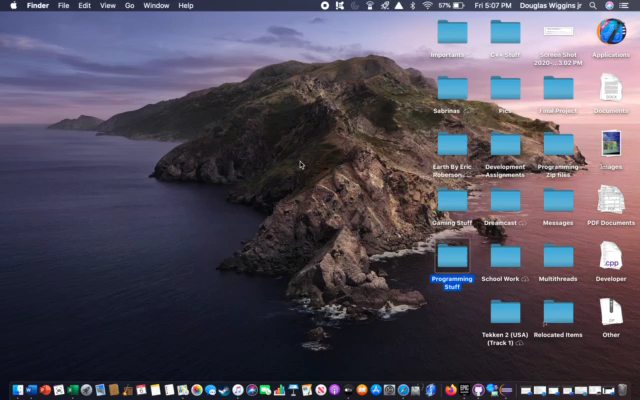 Finder File Edit View Go Window Help 57% Fri 5:07 PM Douglas Wiggins jr
Importants C++ Stuff Screen Shot Applications
2020-...3.02 PM
Sabrinas Pics Final Project Documents
Earth By Eric Development Programming Images
Roberson Assignments Zip files
Gaming Stuff Dreamcast Messages PDF Documents
Programming School Work Multithreads Developer
Stuff
Tekken 2 (USA) Relocated Items Other
(Track 1)
DOCX
.cpp
ZIP